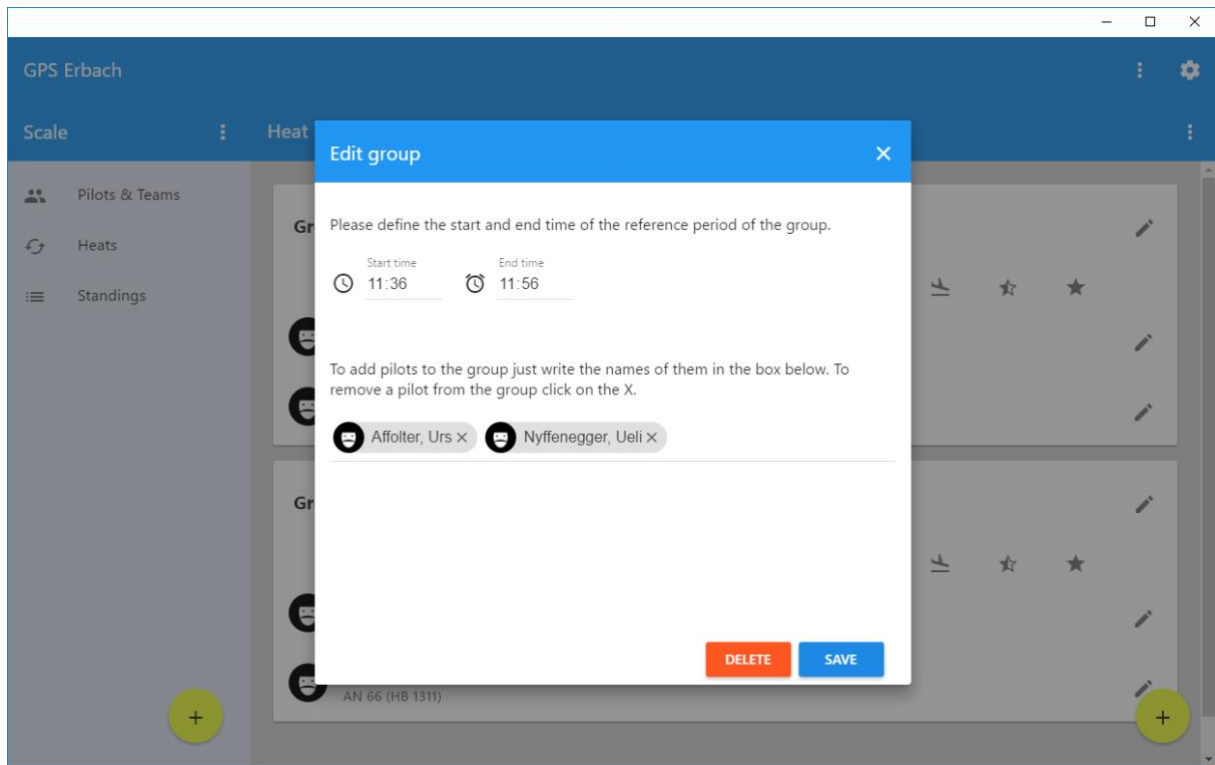 GPS Erbach
Scale
Heat
Edit group
Pilots & Teams
Heats
Standings
Gr
Please define the start and end time of the reference period of the group.
Start time End time
11:36 11:56
To add pilots to the group just write the names of them in the box below. To
remove a pilot from the group click on the X.
Affolter, Urs Nyffenegger, Ueli
Gr
DELETE SAVE
AN 66 (HB 1311)